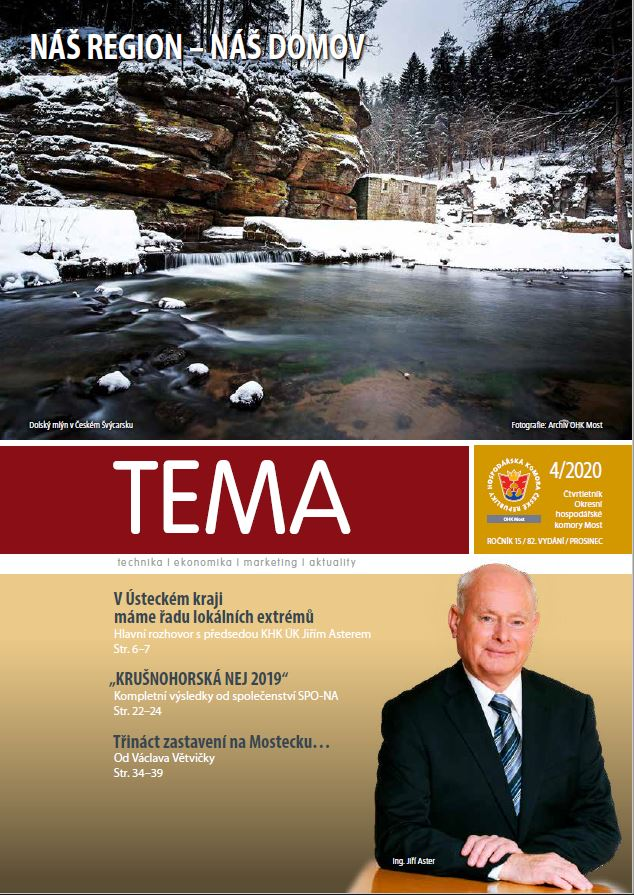 NÁŠ REGION – NÁŠ DOMOV
Dolský mlýn v Českém Švýcarsku
Fotografie: Archiv OHK Most
TEMA
HOSPODÁŘSKÁ KOMORA ČESKÉ REPUBLIKY
OHK Most
4/2020
Čtvrtletník
Okresní
hospodářské
komory Most
ROČNÍK 15 / 82. VYDÁNÍ / PROSINEC
technika I ekonomika I marketing I aktuality
V Ústeckém kraji
máme řadu lokálních extrémů
Hlavní rozhovor s předsedou KHK ÚK Jiřím Asterem
Str. 6–7
„KRUŠNOHORSKÁ NEJ 2019“
Kompletní výsledky od společenství SPO-NA
Str. 22–24
Třináct zastavení na Mostecku…
Od Václava Větvičky
Str. 34–39
Ing. Jiří Aster